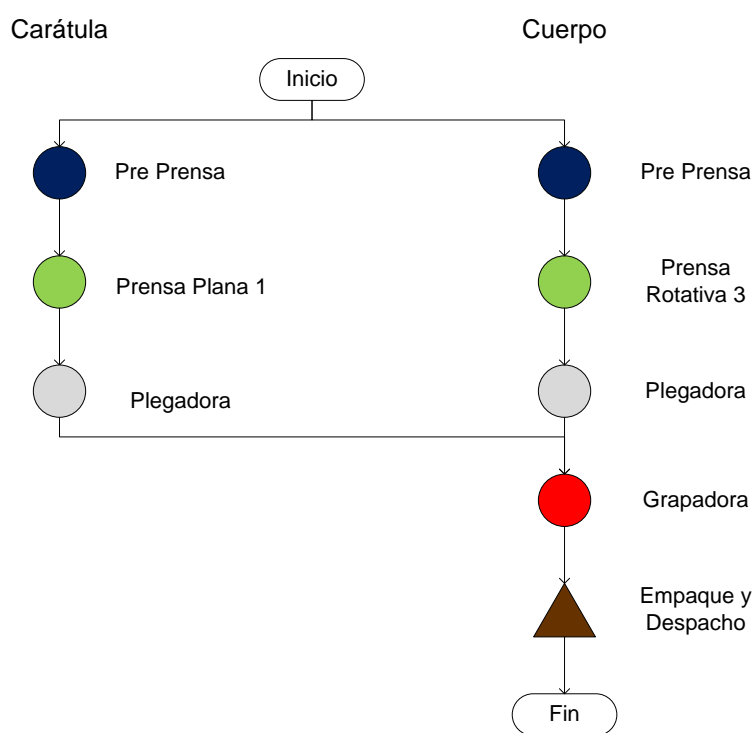 Carátula
Cuerpo
Inicio
Pre Prensa
Pre Prensa
Prensa Plana 1
Prensa
Rotativa 3
Plegadora
Plegadora
Grapadora
Empaque y
Despacho
Fin